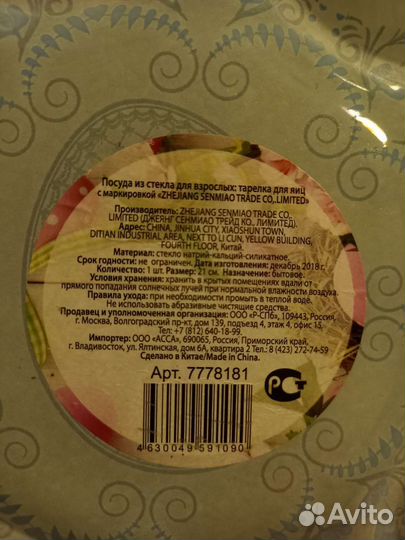 Посуда из стекла для взрослых: тарелка для яиц
с маркировкой «ZHEJIANG SENMIAO TRADE CO,.LIMITED»
Производитель: ZHEJIANG SENMIAO TRADE CO.,
LIMITED (ДЖЕЯНГ СЕНМИАО ТРЕЙД КО., ЛИМИТЕД).
Адрес: CHINA, JINHUA CITY, XIAOSHUN TOWN,
DITIAN INDUSTRIAL AREA, NEXT TO LI CUN, YELLOW BUILDING,
FOURTH FLOOR, Китай.
Материал: стекло натрий-кальций-силикатное.
Срок годности: не ограничен. Дата изготовления: декабрь 2018 г.
Количество: 1 шт. Размер: 21 см. Назначение: бытовое.
Условия хранения: хранить в крытых помещениях вдали от
прямого попадания солнечных лучей при нормальной влажности воздуха.
Правила ухода: при необходимости промыть в теплой воде.
Не использовать абразивные чистящие средства.
Продавец и уполномоченная организация: ООО «Р-СПб», 109443, Россия,
г. Москва, Волгоградский пр-кт, дом 139, подъезд 4, этаж 4, офис 15.
Тел: +7 (812) 640-18-99.
Импортер: ООО «АССА», 690065, Россия, Приморский край,
г. Владивосток, ул. Ялтинская, дом 6А, квартира 2 Тел.: 8 (423) 272-74-59
Сделано в Китае/Made in China.
Арт. 7778181
4 630049 591090
РСТ
Avito